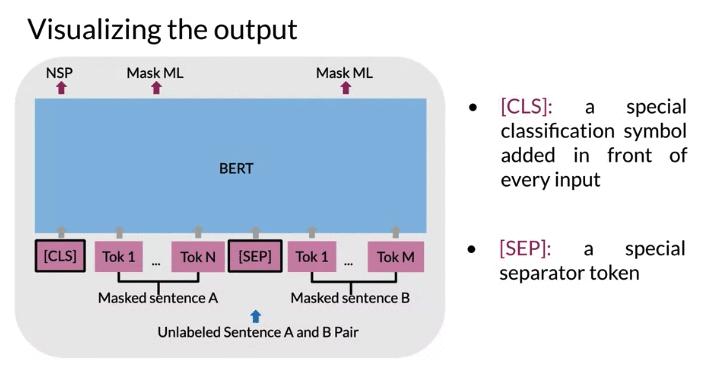 Visualizing the output
NSP
Mask ML
Mask ML
BERT
[CLS]
Tok 1
...
Tok N
[SEP]
Tok 1
...
Tok M
Masked sentence A
Masked sentence B
Unlabeled Sentence A and B Pair
• [CLS]: a special
classification symbol
added in front of
every input
• [SEP]: a special
separator token